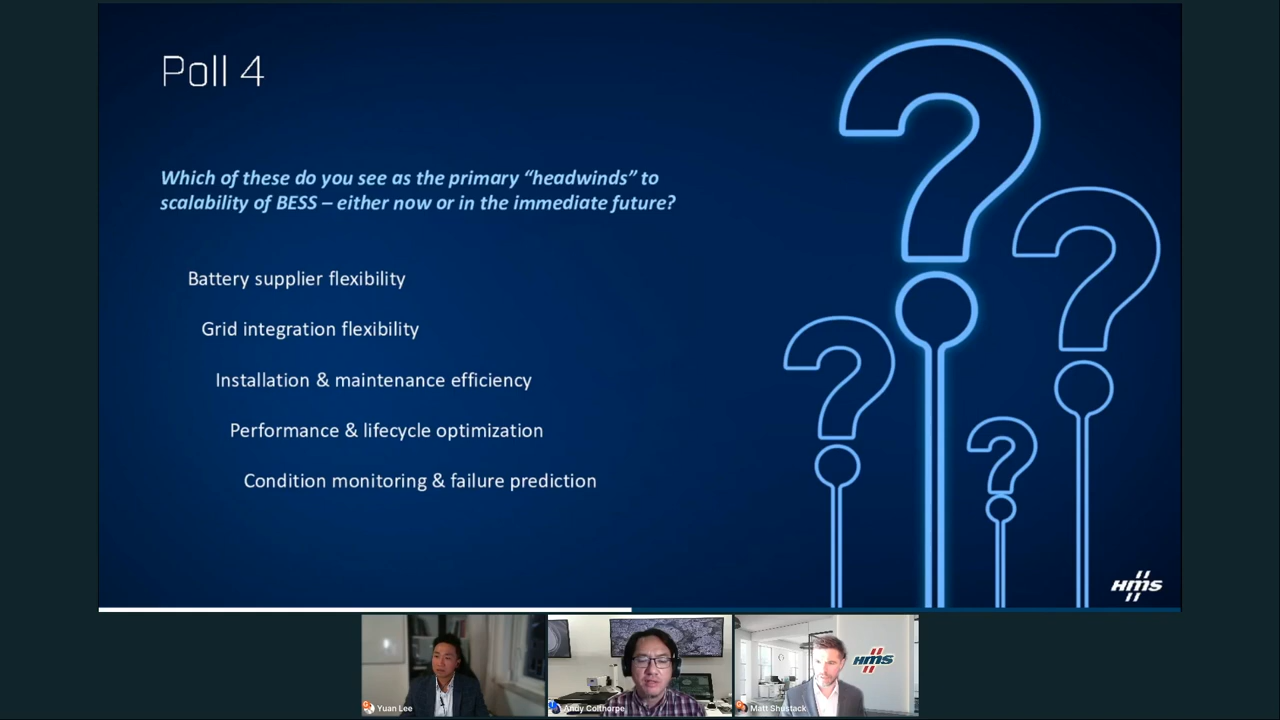 Poll 4
Which of these do you see as the primary “headwinds” to
scalability of BESS – either now or in the immediate future?
Battery supplier flexibility
Grid integration flexibility
Installation & maintenance efficiency
Performance & lifecycle optimization
Condition monitoring & failure prediction
HMS
HMS
Yuan Lee
Andy Colthorpe
Matt Shustack